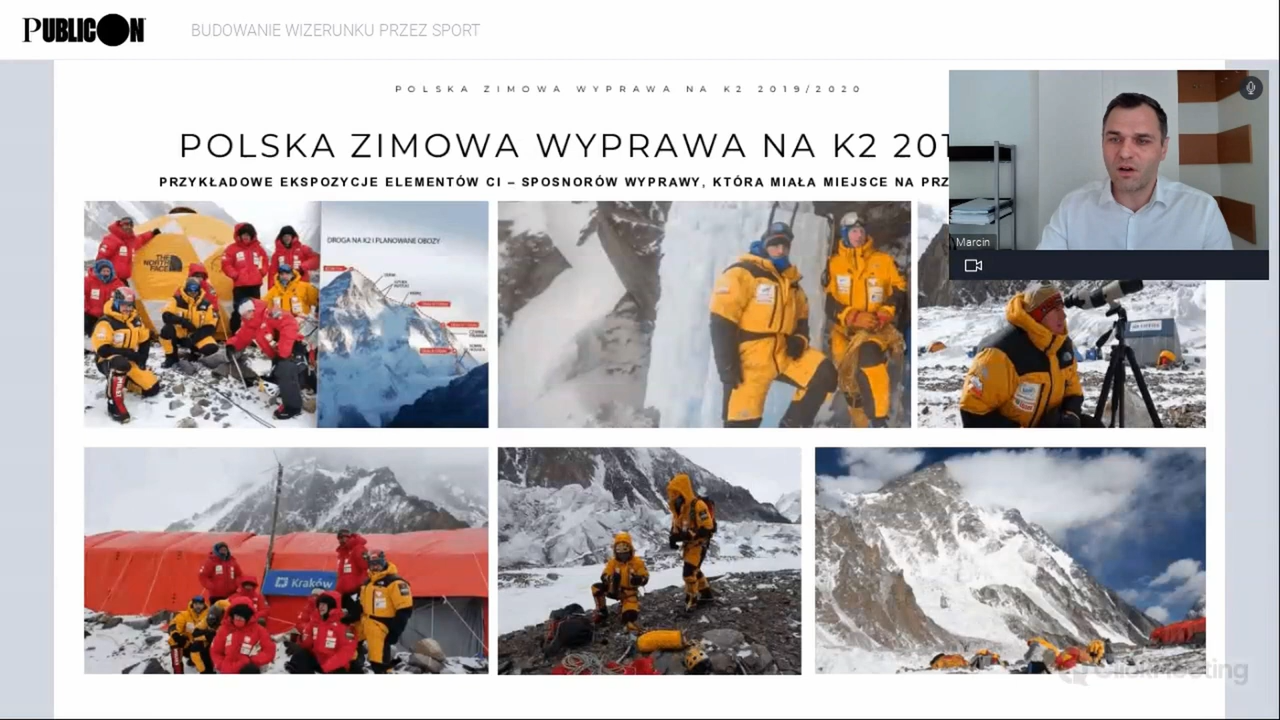 PUBLICON
BUDOWANIE WIZERUNKU PRZEZ SPORT
POLSKA ZIMOWA WYPRAWA NA K2 2019/2020
POLSKA ZIMOWA WYPRAWA NA K2 201
PRZYKŁADOWE EKSPOZYCJE ELEMENTÓW CI – SPOSNORÓW WYPRAWY, KTÓRA MIAŁA MIEJSCE NA PRZ
Marcin
THE NORTH FACE
DROGA NA K2 I PLANOWANE OBOZY
Kraków
ClickMeeting